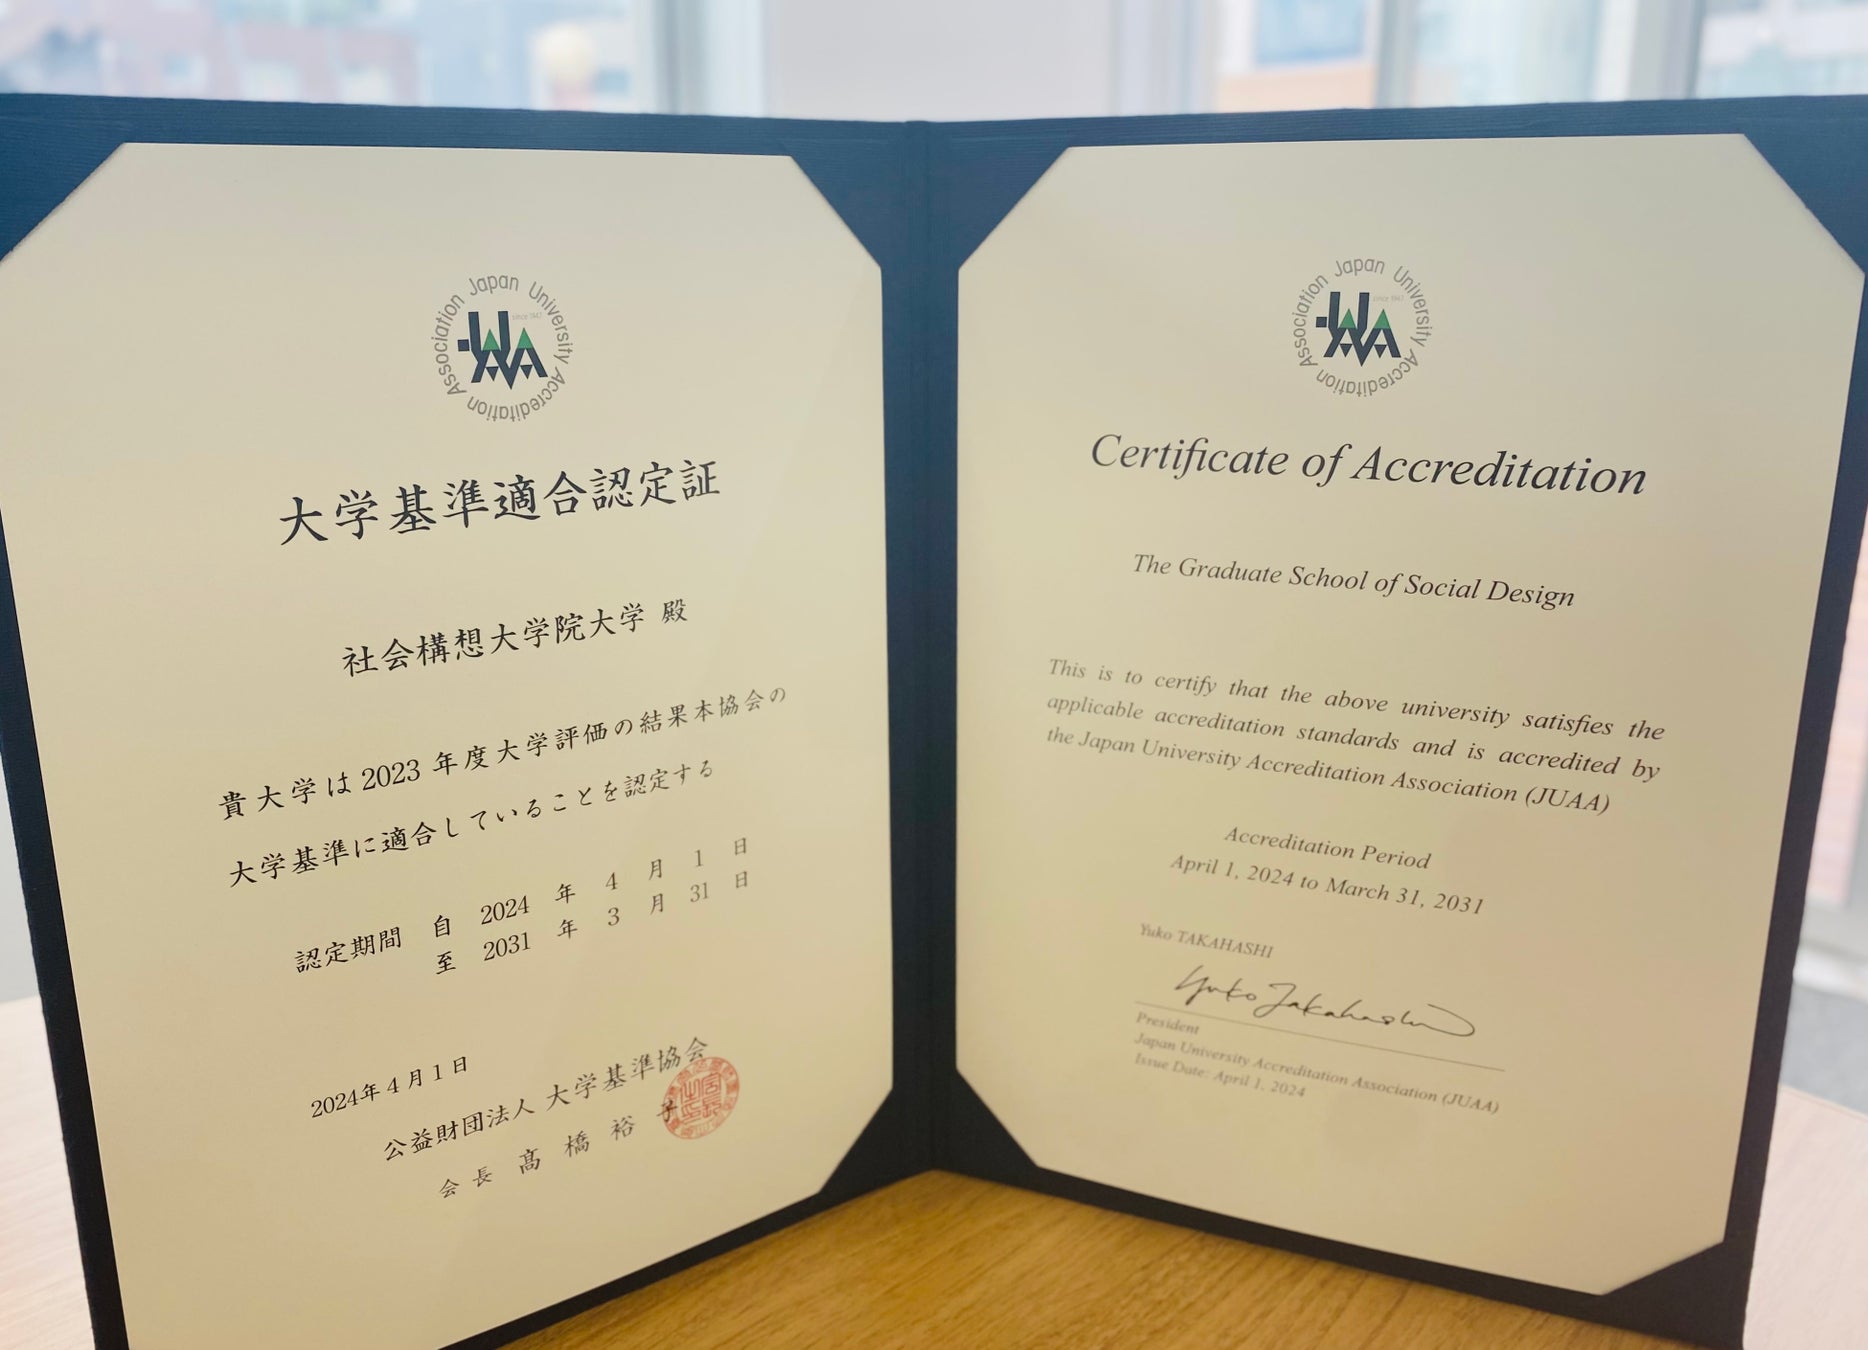 Japan University Accreditation Association
since 1947
JUAA
大学基準適合認定証
社会構想大学院大学 殿
貴大学は2023年度大学評価の結果本協会の
大学基準に適合していることを認定する
認定期間 自 2024 年 4 月 1 日
至 2031 年 3 月 31 日
2024年4月1日
公益財団法人 大学基準協会
会長 髙橋裕子
Japan University Accreditation Association
since 1947
JUAA
Certificate of Accreditation
The Graduate School of Social Design
This is to certify that the above university satisfies the
applicable accreditation standards and is accredited by
the Japan University Accreditation Association (JUAA)
Accreditation Period
April 1, 2024 to March 31, 2031
Yuko TAKAHASHI
Yuko Takahashi
President
Japan University Accreditation Association (JUAA)
Issue Date: April 1, 2024